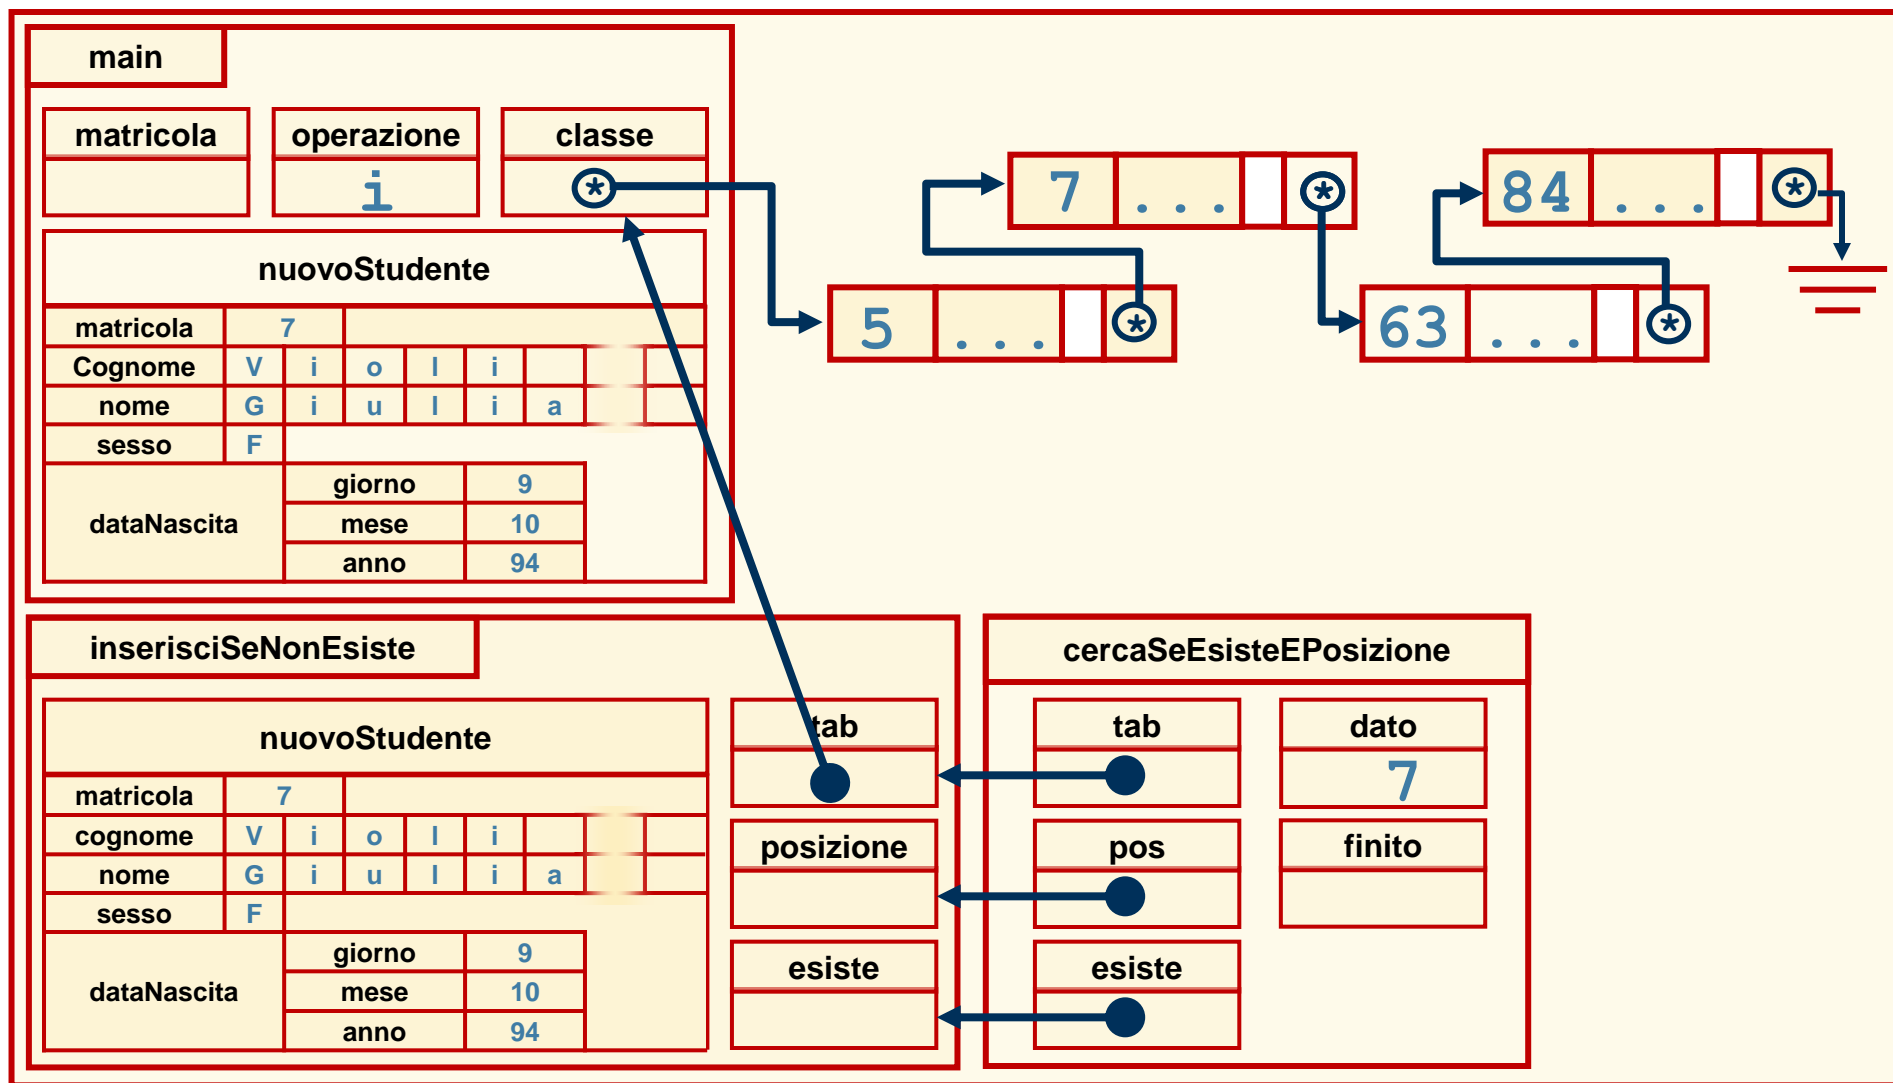 main
matricola operazione classe
i *
nuovoStudente
matricola 7
Cognome V i o l i
nome G i u l i a
sesso F
dataNascita
giorno 9
mese 10
anno 94
7 . . . *
84 . . . *
5 . . . *
63 . . . *
inserisciSeNonEsiste
nuovoStudente
matricola 7
cognome V i o l i
nome G i u l i a
sesso F
dataNascita
giorno 9
mese 10
anno 94
tab
posizione
esiste
cercaSeEsisteEPosizione
tab dato
7
pos finito
esiste